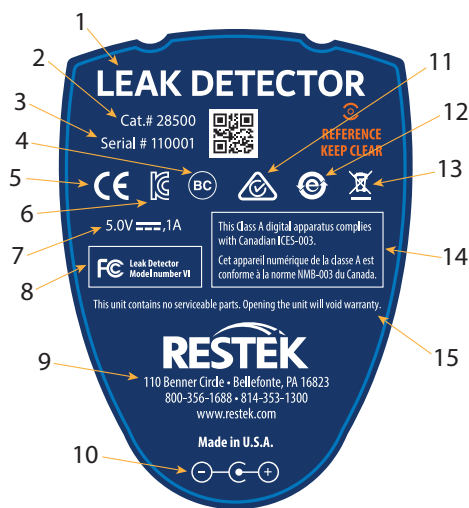 1
2
3
4
5
6
7
8
9
10
11
12
13
14
15
LEAK DETECTOR
Cat.# 28500
Serial # 110001
REFERENCE
KEEP CLEAR
CE
KC
BC
e
5.0V ,1A
FC Leak Detector
Model number VI
This Class A digital apparatus complies
with Canadian ICES-003.
Cet appareil numérique de la classe A est
conforme à la norme NMB-003 du Canada.
This unit contains no serviceable parts. Opening the unit will void warranty.
RESTEK
110 Benner Circle • Bellefonte, PA 16823
800-356-1688 • 814-353-1300
www.restek.com
Made in U.S.A.